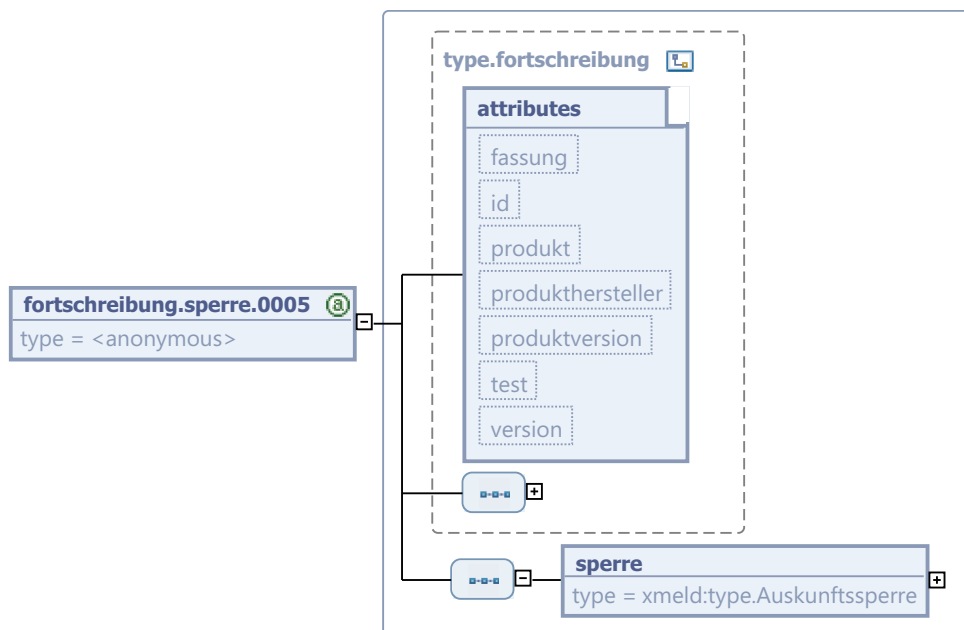 type.fortschreibung
attributes
fassung
id
produkt
produkthersteller
produktversion
test
version
fortschreibung.sperre.0005
type = <anonymous>
sperre
type = xmeld:type.Auskunftssperre